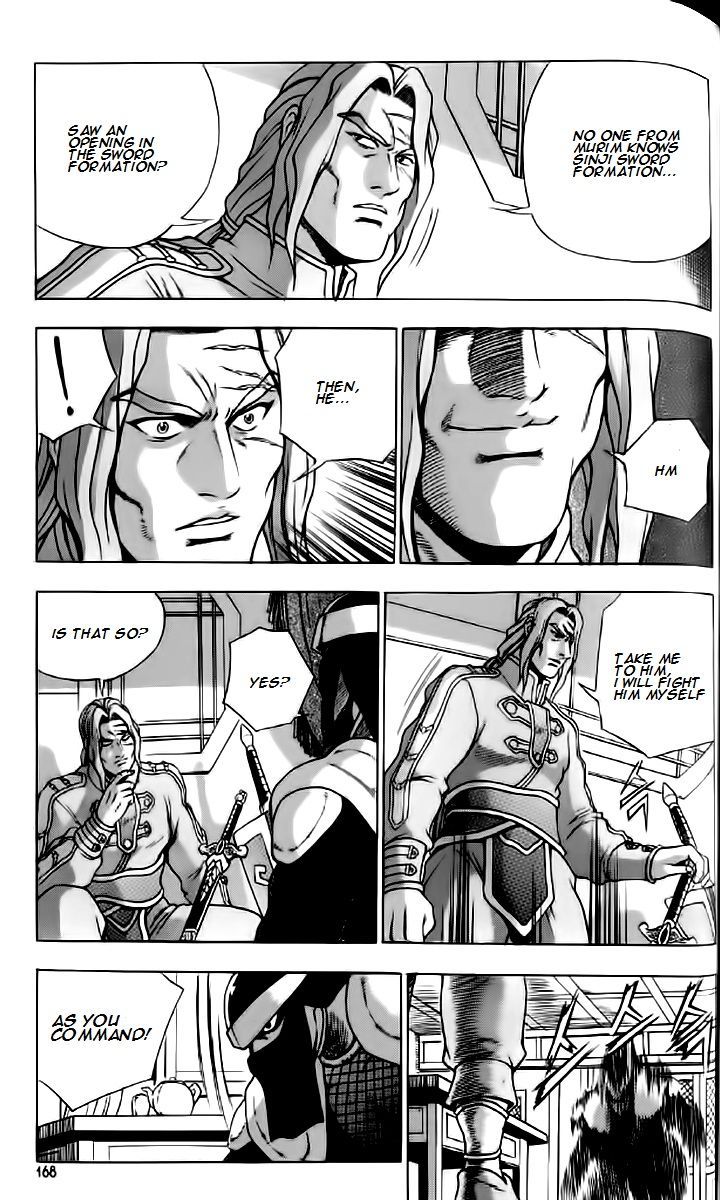 NO ONE FROM
MURIM KNOWS
SINJI SWORD
FORMATION...
SAW AN
OPENING IN
THE SWORD
FORMATION?
HM
THEN,
HE...
!
IS THAT SO?
YES?
TAKE ME
TO HIM,
I WILL FIGHT
HIM MYSELF
AS YOU
COMMAND!
168